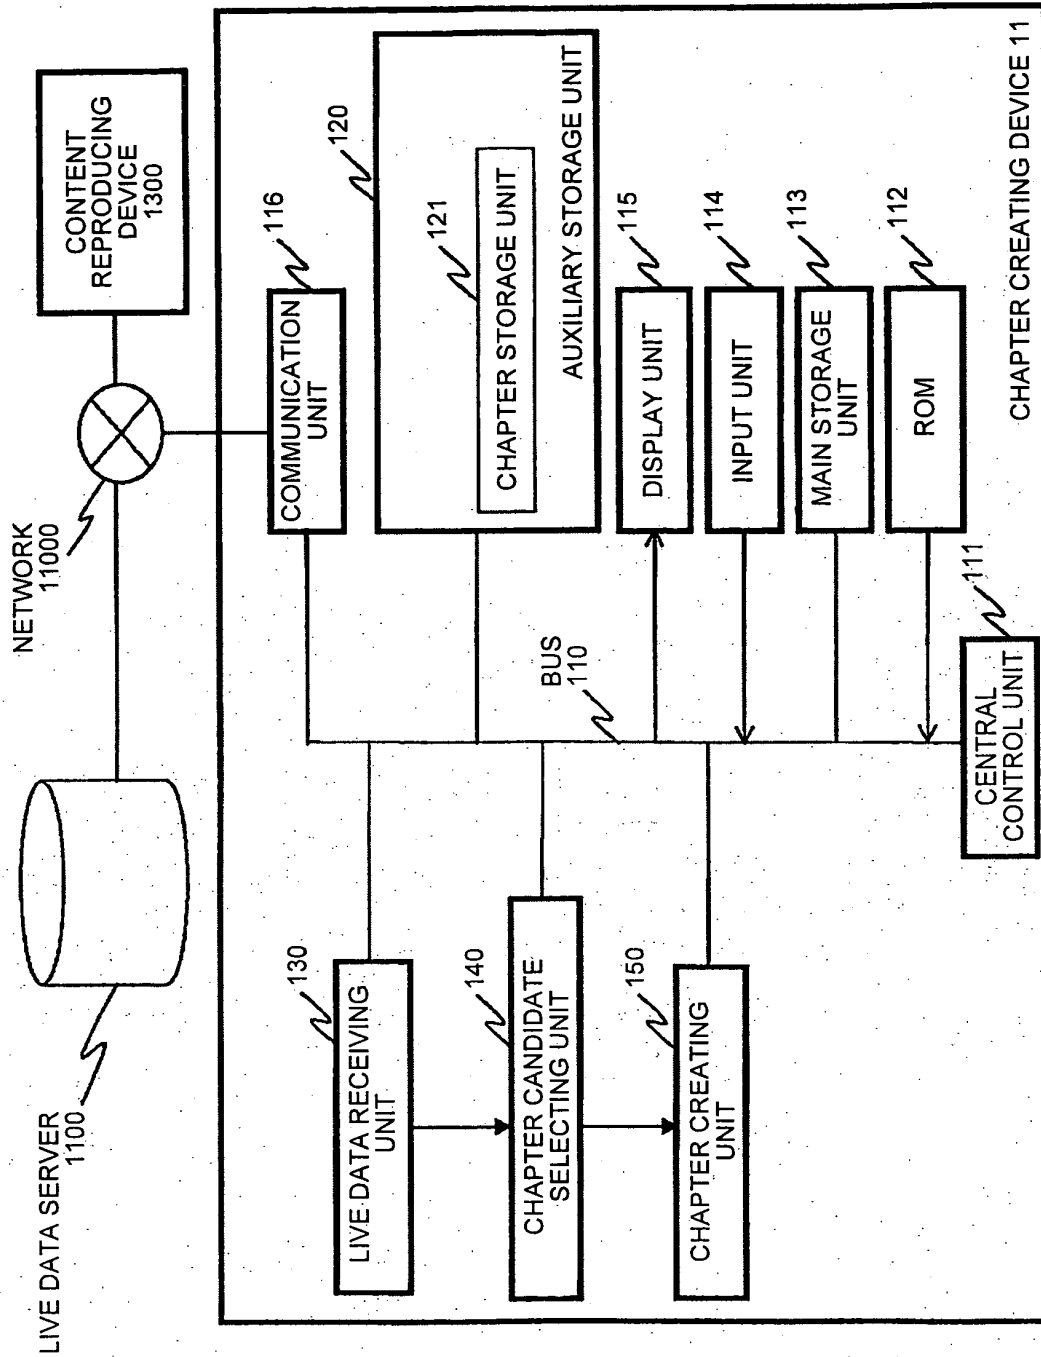 LIVE DATA SERVER
1100
NETWORK
11000
CONTENT
REPRODUCING
DEVICE
1300
COMMUNICATION
UNIT
116
120
121
CHAPTER STORAGE UNIT
AUXILIARY STORAGE UNIT
LIVE DATA RECEIVING
UNIT
130
CHAPTER CANDIDATE
SELECTING UNIT
140
CHAPTER CREATING
UNIT
150
BUS
110
DISPLAY UNIT
115
INPUT UNIT
114
MAIN STORAGE
UNIT
113
ROM
112
CENTRAL
CONTROL UNIT
111
CHAPTER CREATING DEVICE 11